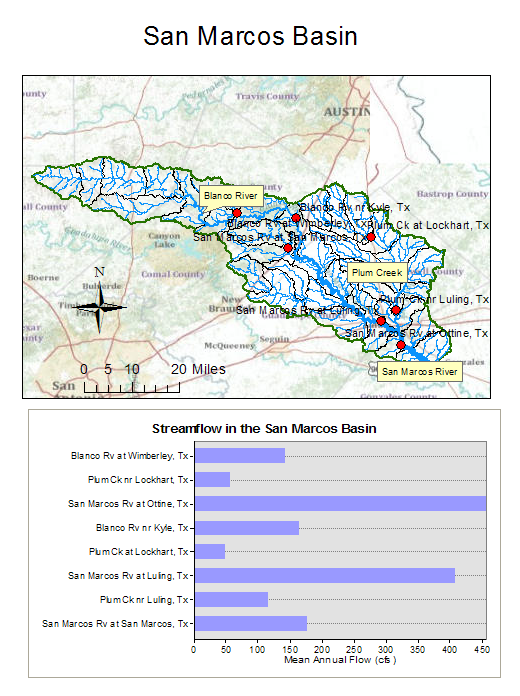 San Marcos Basin
Travis County
AUSTIN
Blanco River
Bastrop County
Blanco Rv nr Kyle, Tx
Blanco Rv at Wimberley, Tx
Plum Ck at Lockhart, Tx
San Marcos Rv at San Marcos, Tx
Canyon
Lake
Comal County
Plum Creek
Boerne
Bulverde
N
New
Plum Ck nr Luling, Tx
San Marcos Rv at Luling, Tx
San Marcos Rv at Ottine, Tx
McQueeney
Seguin
San Marcos River
0 5 10 20 Miles
San
Gonzales County
Streamflow in the San Marcos Basin
Blanco Rv at Wimberley, Tx
Plum Ck nr Lockhart, Tx
San Marcos Rv at Ottine, Tx
Blanco Rv nr Kyle, Tx
Plum Ck at Lockhart, Tx
San Marcos Rv at Luling, Tx
Plum Ck nr Luling, Tx
San Marcos Rv at San Marcos, Tx
0 50 100 150 200 250 300 350 400 450
Mean Annual Flow (cfs)